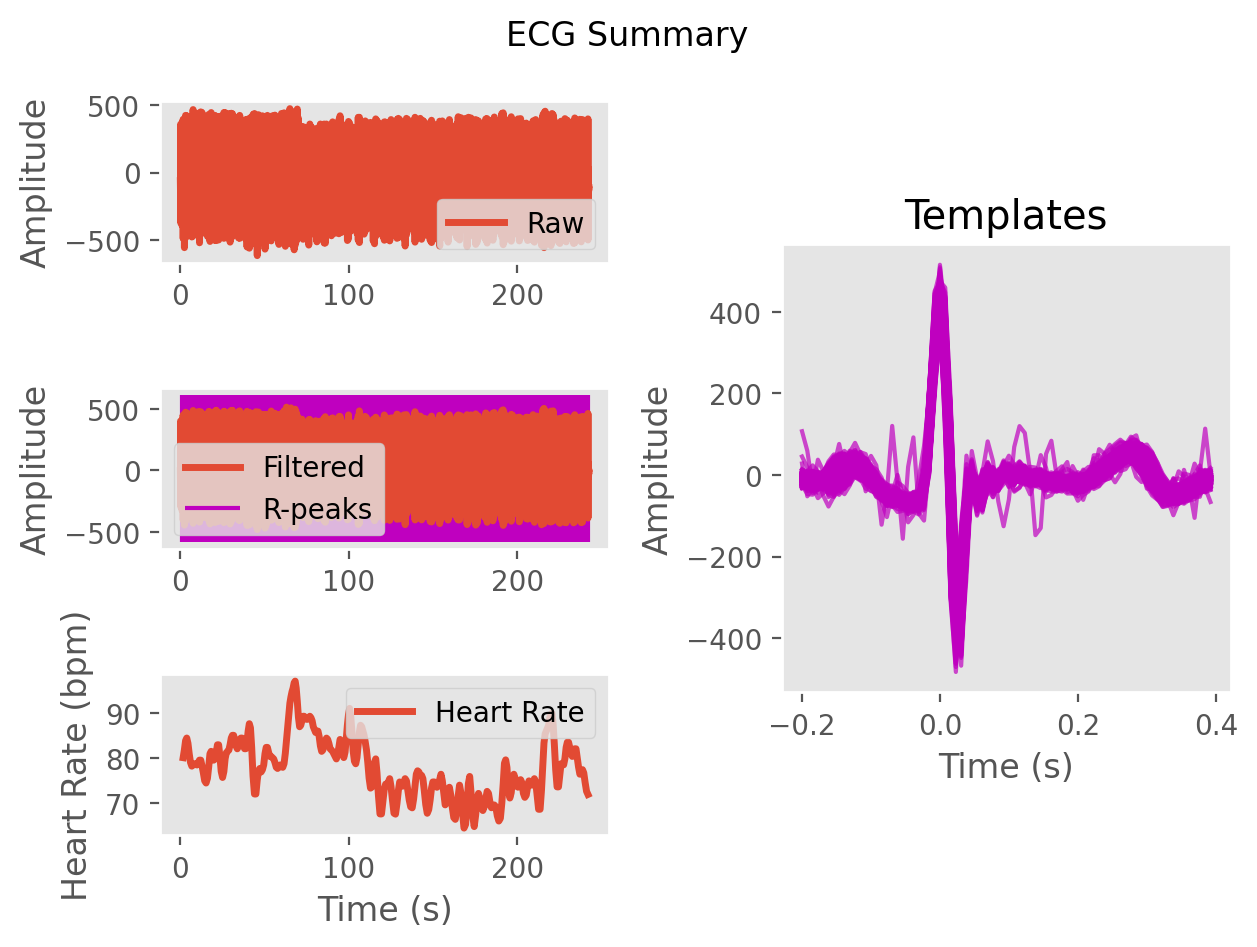 ECG Summary
Amplitude
500
0
−500
Raw
0 100 200
Amplitude
500
0
−500
Filtered
R-peaks
0 100 200
Heart Rate (bpm)
90
80
70
Heart Rate
0 100 200
Time (s)
Templates
Amplitude
400
200
0
−200
−400
−0.2 0.0 0.2 0.4
Time (s)